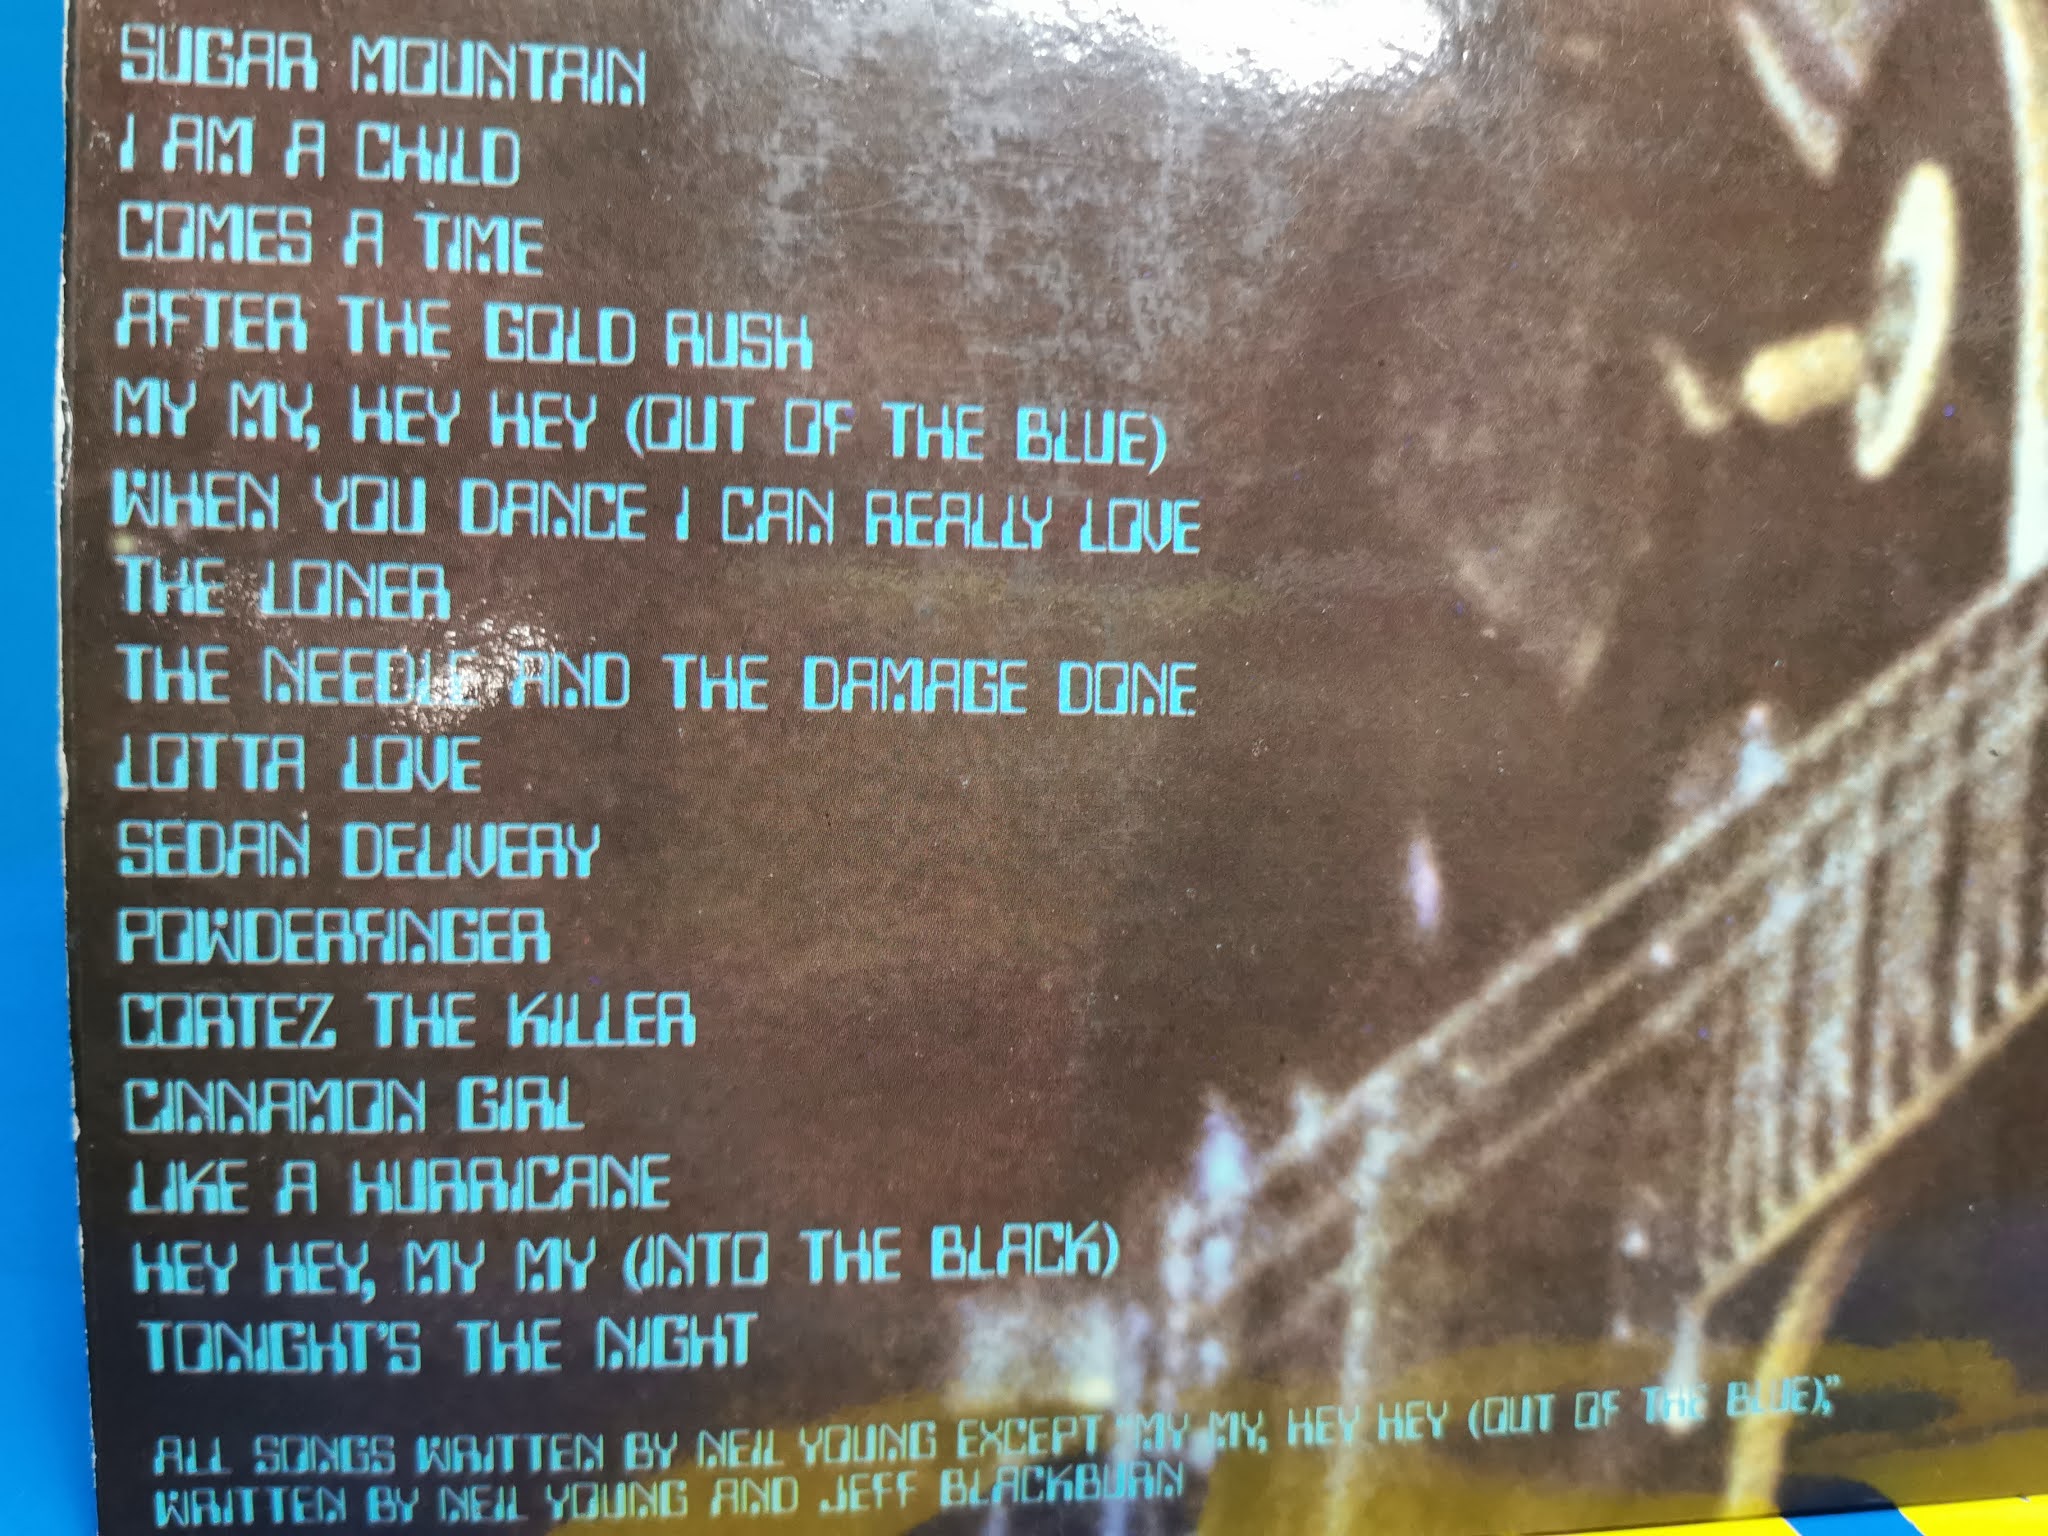 SUGAR MOUNTAIN
I AM A CHILD
COMES A TIME
AFTER THE GOLD RUSH
MY MY, HEY HEY (OUT OF THE BLUE)
WHEN YOU DANCE I CAN REALLY LOVE
THE LONER
THE NEEDLE AND THE DAMAGE DONE
LOTTA LOVE
SEDAN DELIVERY
POWDERFINGER
CORTEZ THE KILLER
CINNAMON GIRL
LIKE A HURRICANE
HEY HEY, MY MY (INTO THE BLACK)
TONIGHT'S THE NIGHT
ALL SONGS WRITTEN BY NEIL YOUNG EXCEPT "MY MY, HEY HEY (OUT OF THE BLUE),"
WRITTEN BY NEIL YOUNG AND JEFF BLACKBURN